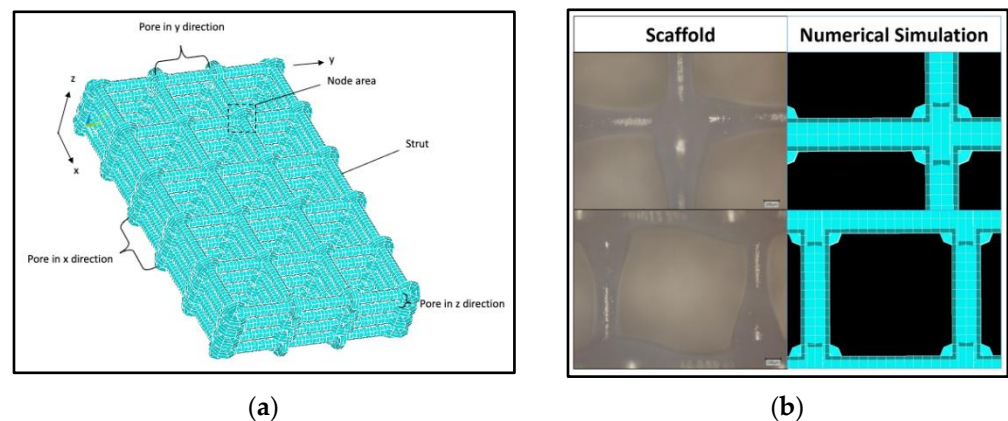 Pore in y direction
y
z
Node area
Strut
x
Pore in x direction
Pore in z direction
(a)
Scaffold
Numerical Simulation
(b)